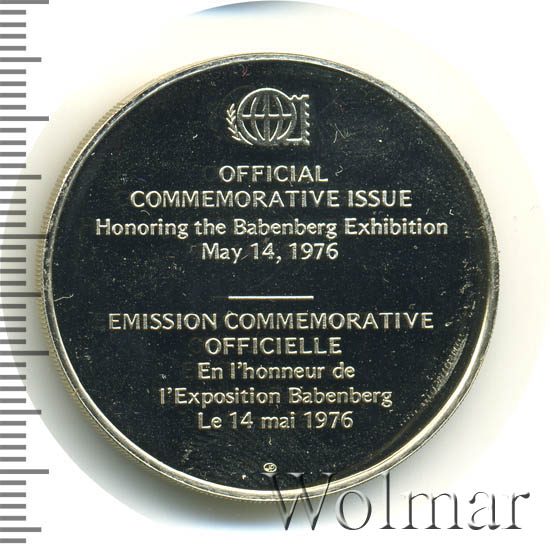 OFFICIAL
COMMEMORATIVE ISSUE
Honoring the Babenberg Exhibition
May 14, 1976
EMISSION COMMEMORATIVE
OFFICIELLE
En l'honneur de
l'Exposition Babenberg
Le 14 mai 1976
Wolmar